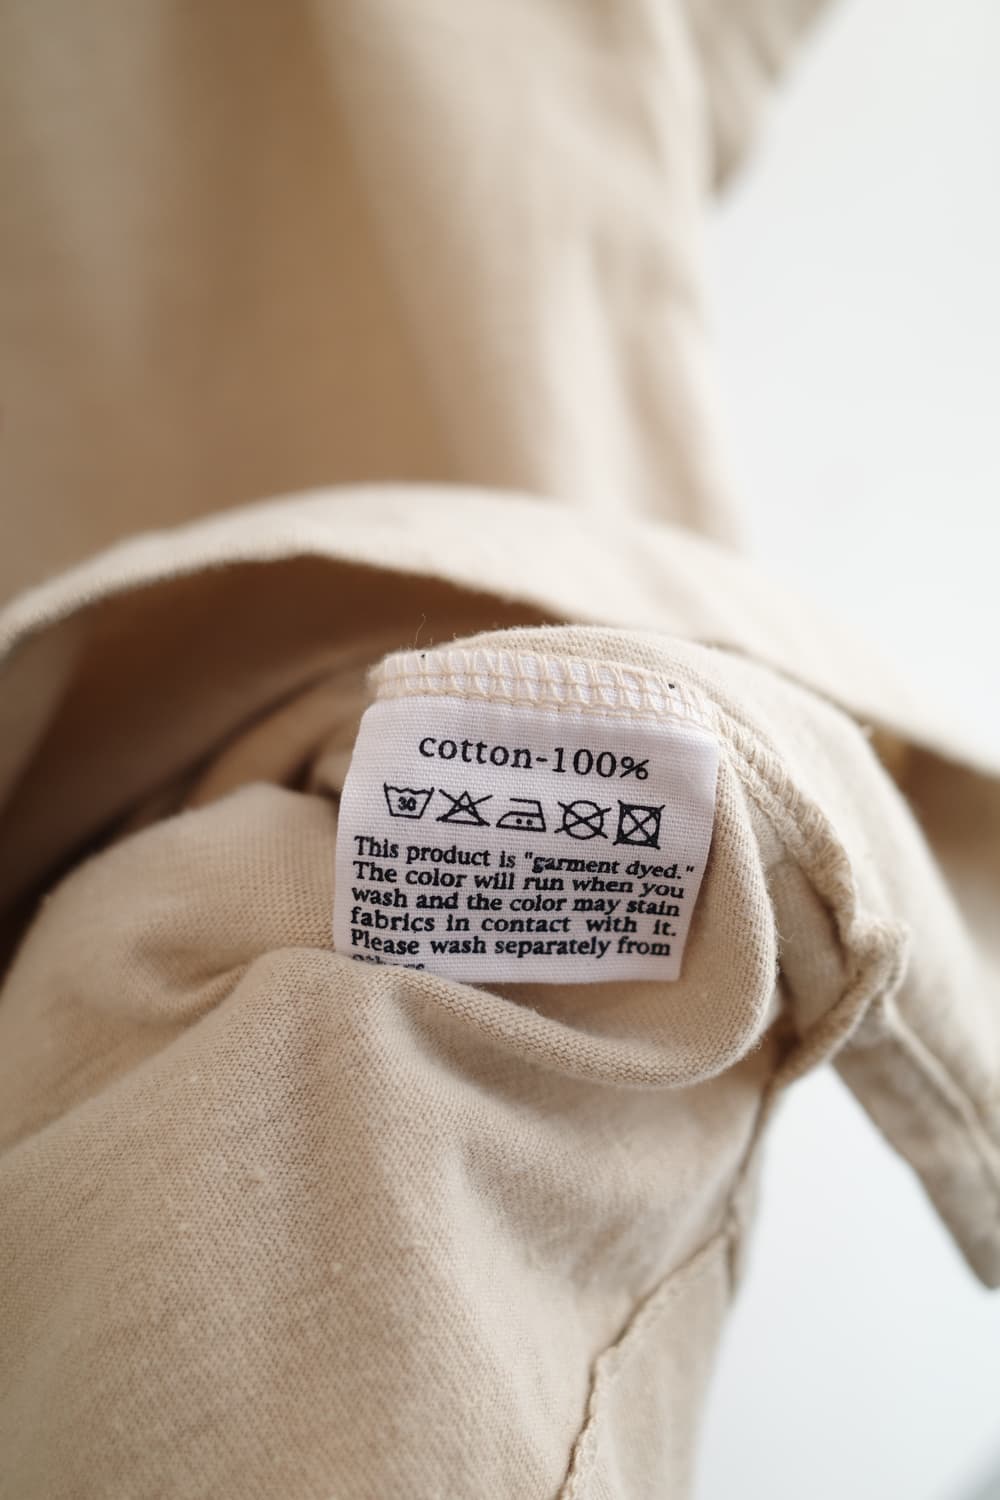 cotton-100%
30
This product is "garment dyed."
The color will run when you
wash and the color may stain
fabrics in contact with it.
Please wash separately from